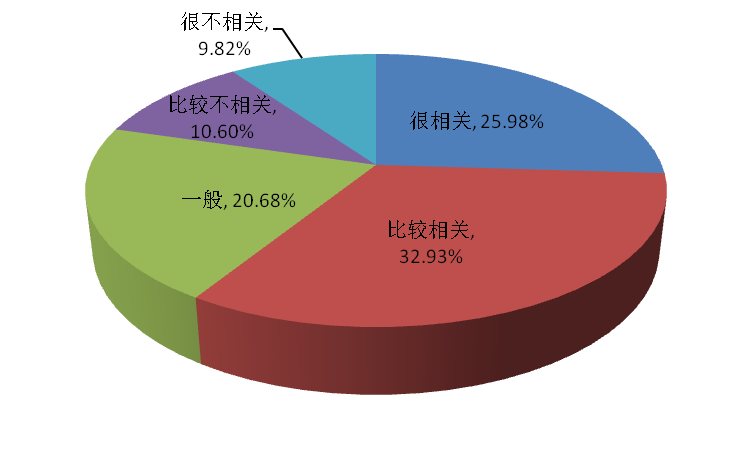 很不相关,
9.82%
比较不相关,
10.60%
很相关, 25.98%
一般, 20.68%
比较相关,
32.93%